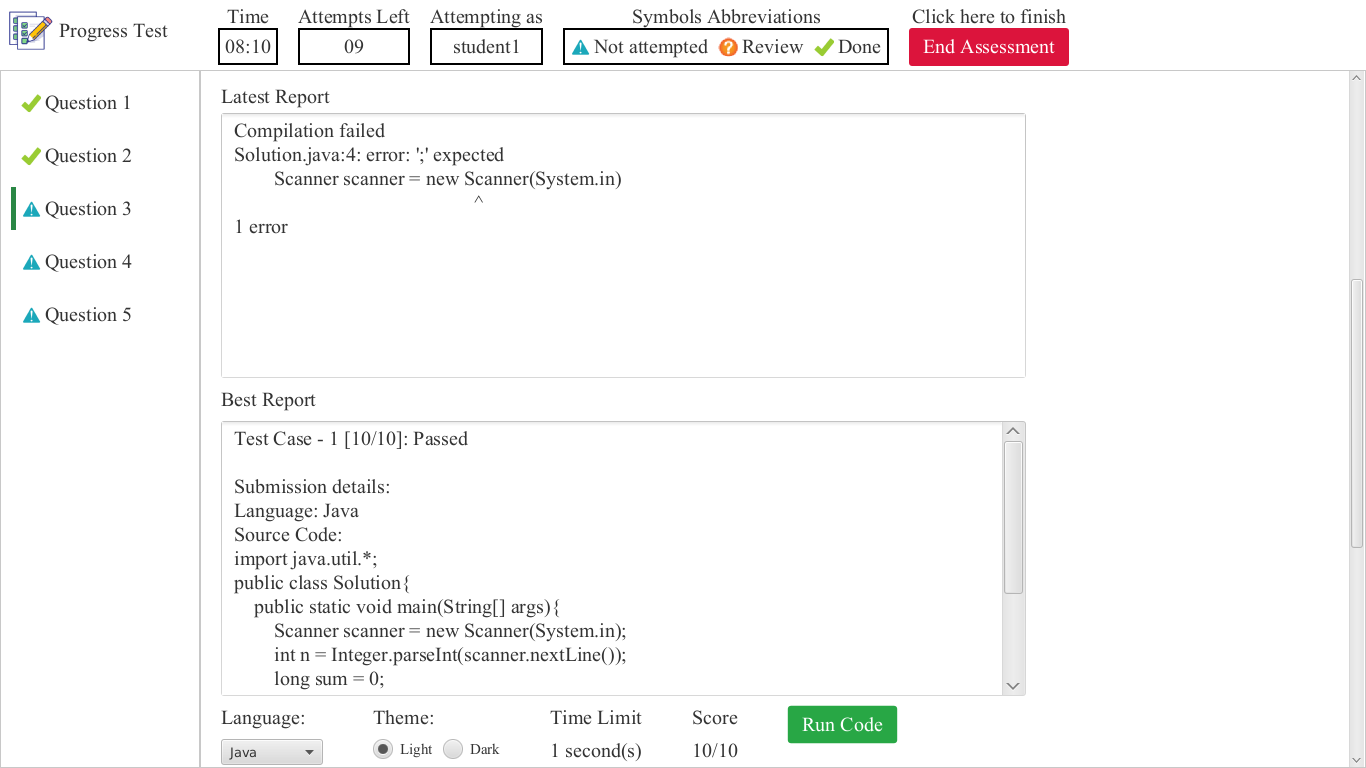 Progress Test
Time
08:10
Attempts Left
09
Attempting as
student1
Symbols Abbreviations
Not attempted
Review
Done
Click here to finish
End Assessment
Question 1
Question 2
Question 3
Question 4
Question 5
Latest Report
Compilation failed
Solution.java:4: error: ';' expected
Scanner scanner = new Scanner(System.in)
^
1 error
Best Report
Test Case - 1 [10/10]: Passed
Submission details:
Language: Java
Source Code:
import java.util.*;
public class Solution{
public static void main(String[] args){
Scanner scanner = new Scanner(System.in);
int n = Integer.parseInt(scanner.nextLine());
long sum = 0;
Language:
Java
Theme:
Light
Dark
Time Limit
1 second(s)
Score
10/10
Run Code